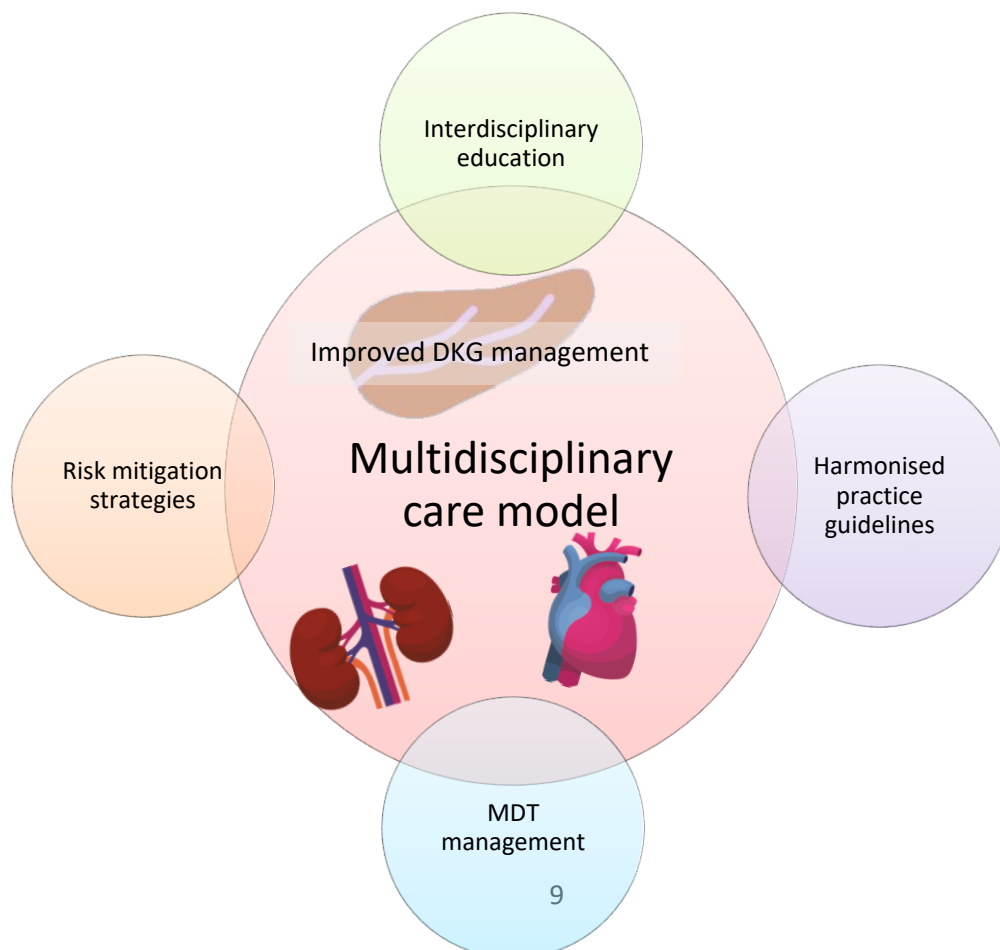 Interdisciplinary
education
Improved DKG management
Multidisciplinary
care model
Risk mitigation
strategies
Harmonised
practice
guidelines
MDT
management
9